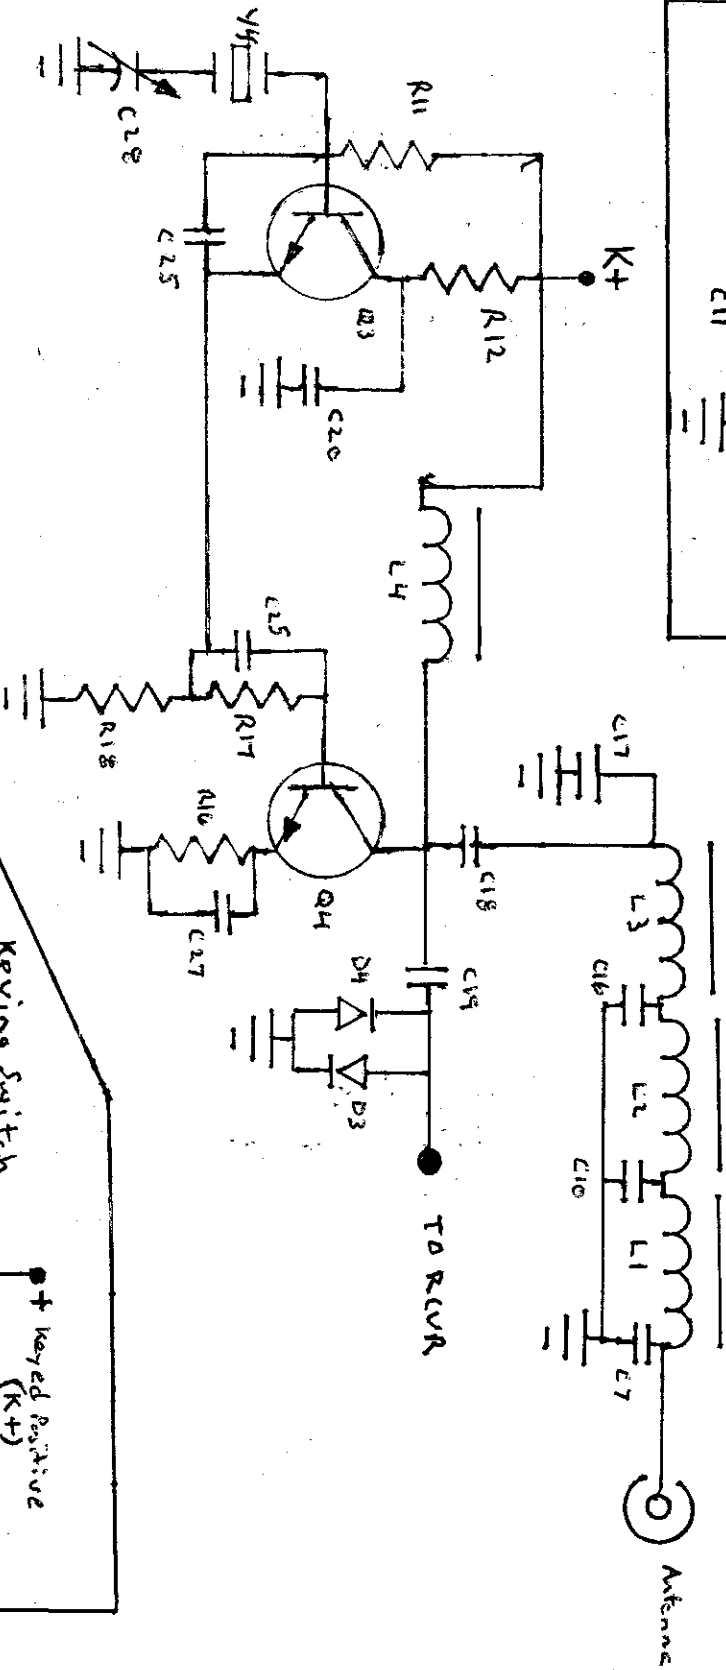 C11
K+
R11
Y4
C28
C25
Q3
R12
C20
L4
C25
R17
R18
R16
C27
Q4
C18
C17
L3
C16
L2
C10
L1
C7
C19
D4
D3
TO RCVR
Antenna
Keying Switch
+ Keyed Positive
(K+)